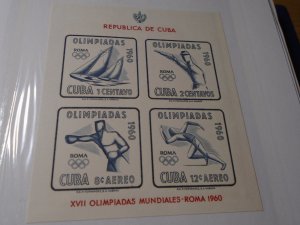 REPUBLICA DE CUBA
OLIMPIADAS
1960
ROMA
CUBA 1 CENTAVO
OLIMPIADAS
1960
ROMA
CUBA 2 CENTAVOS
OLIMPIADAS
1960
ROMA
CUBA 8¢ AEREO
OLIMPIADAS
1960
ROMA
CUBA 12¢ AEREO
XVII OLIMPIADAS MUNDIALES-ROMA 1960